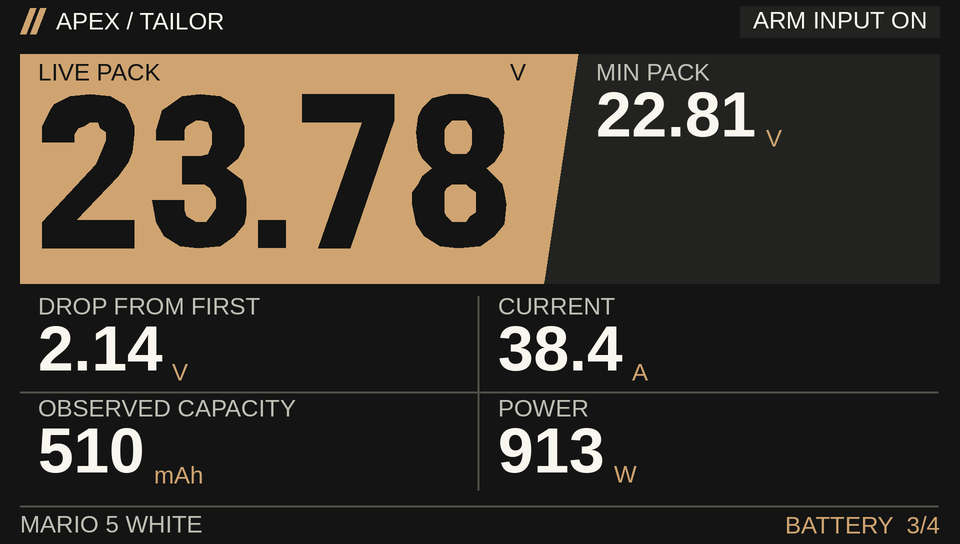 APEX / TAILOR
ARM INPUT ON
LIVE PACK V
23.78
MIN PACK
22.81 V
DROP FROM FIRST
2.14 V
CURRENT
38.4 A
OBSERVED CAPACITY
510 mAh
POWER
913 W
MARIO 5 WHITE
BATTERY 3/4